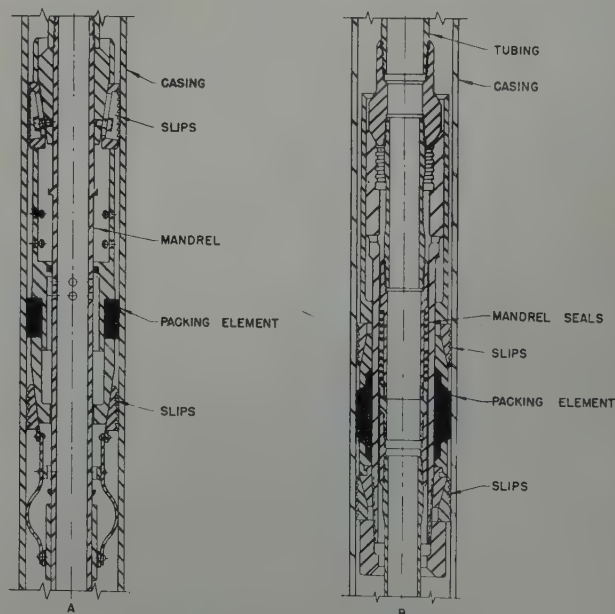 CASING
SLIPS
MANDREL
PACKING ELEMENT
SLIPS
A
TUBING
CASING
MANDREL SEALS
SLIPS
PACKING ELEMENT
SLIPS
B